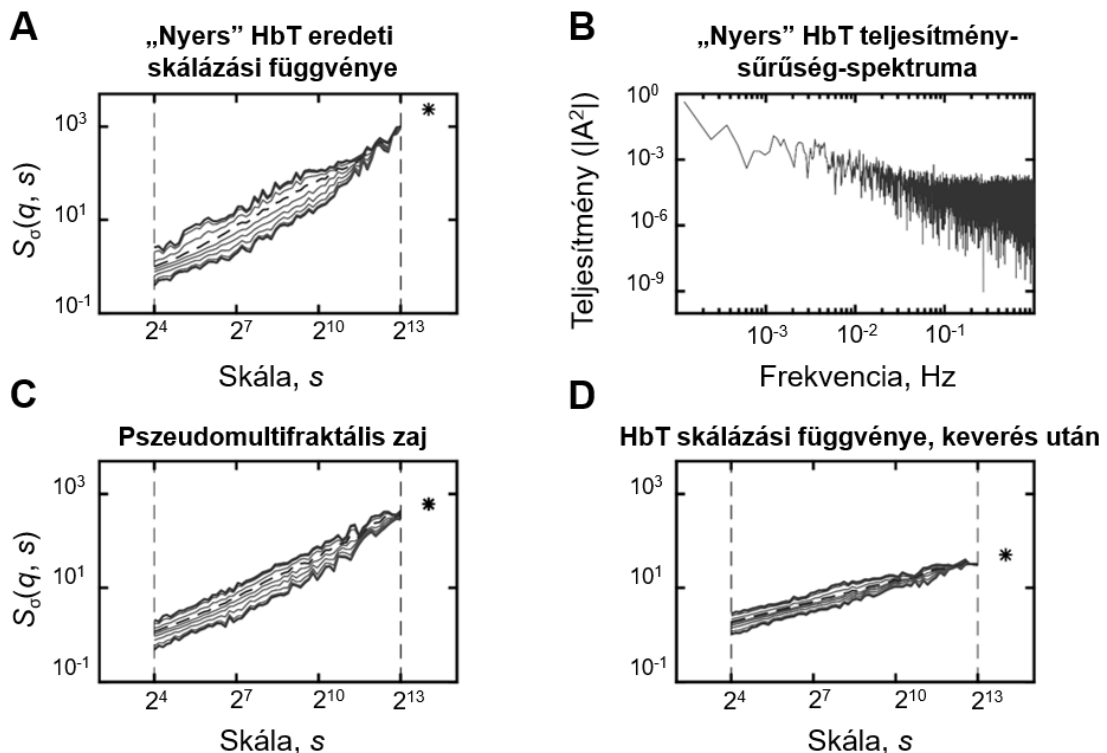 A
„Nyers” HbT eredeti
skálázási függvénye
S_σ(q, s)
10³
10¹
10⁻¹
2⁴ 2⁷ 2¹⁰ 2¹³
*
Skála, s
B
„Nyers” HbT teljesítmény-
sűrűség-spektruma
Teljesítmény (|A²|)
10⁰
10⁻³
10⁻⁶
10⁻⁹
10⁻³ 10⁻² 10⁻¹
Frekvencia, Hz
C
Pszeudomultifraktális zaj
S_σ(q, s)
10³
10¹
10⁻¹
2⁴ 2⁷ 2¹⁰ 2¹³
*
Skála, s
D
HbT skálázási függvénye, keverés után
10³
10¹
10⁻¹
2⁴ 2⁷ 2¹⁰ 2¹³
*
Skála, s